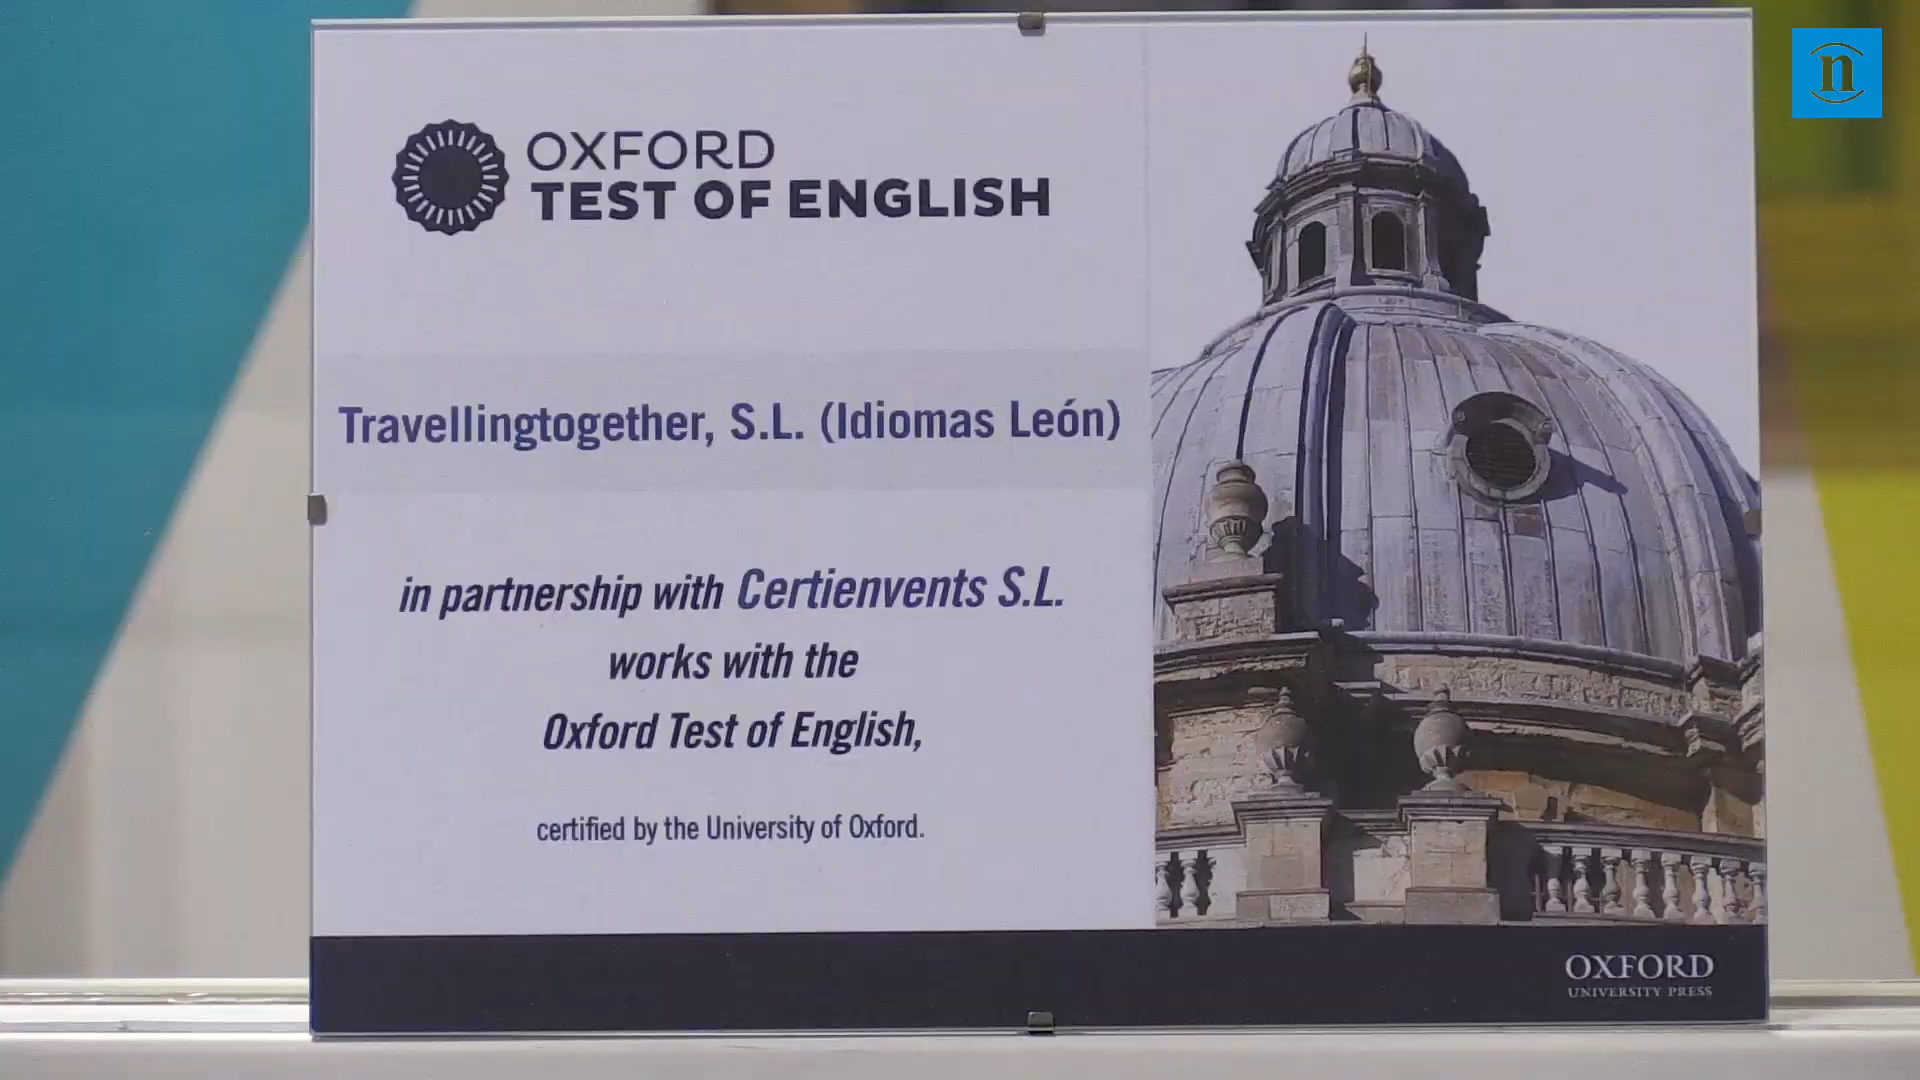 n
OXFORD
TEST OF ENGLISH
Travellingtogether, S.L. (Idiomas León)
in partnership with Certienvents S.L.
works with the
Oxford Test of English,
certified by the University of Oxford.
OXFORD
UNIVERSITY PRESS